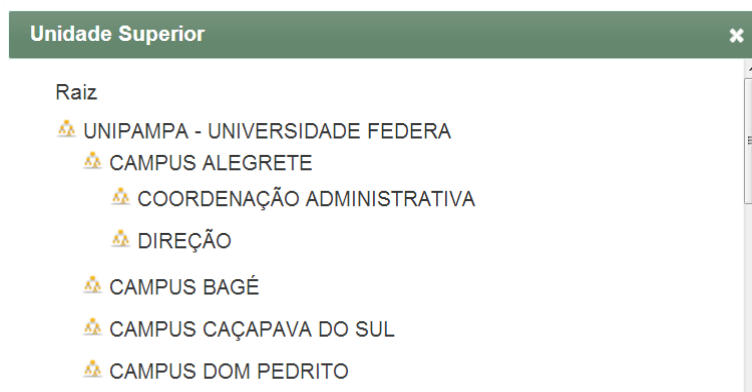 Unidade Superior
Raiz
UNIPAMPA - UNIVERSIDADE FEDERA
CAMPUS ALEGRETE
COORDENAÇÃO ADMINISTRATIVA
DIREÇÃO
CAMPUS BAGÉ
CAMPUS CAÇAPAVA DO SUL
CAMPUS DOM PEDRITO